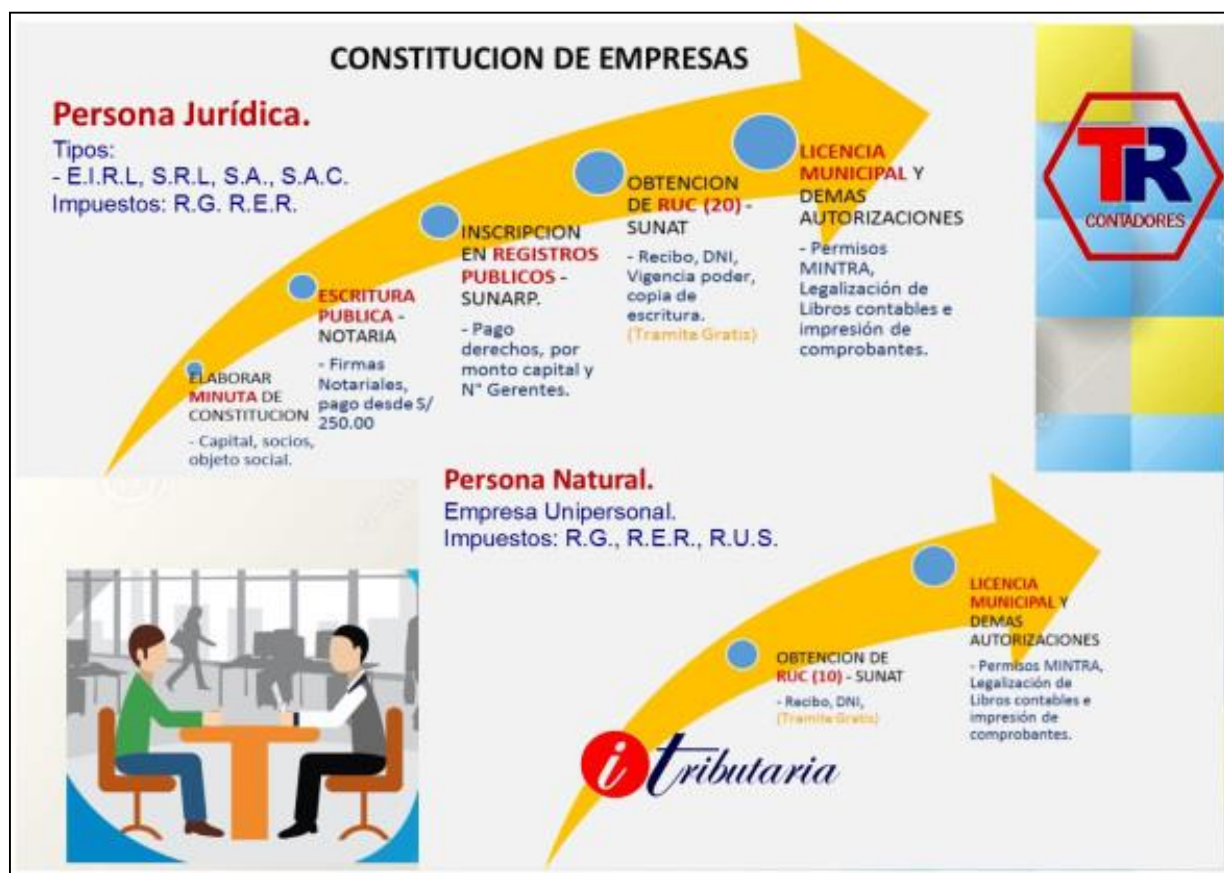 CONSTITUCION DE EMPRESAS
Persona Jurídica.
Tipos:
- E.I.R.L, S.R.L, S.A., S.A.C.
Impuestos: R.G. R.E.R.
ELABORAR
MINUTA DE
CONSTITUCION
- Capital, socios,
objeto social.
ESCRITURA
PUBLICA -
NOTARIA
- Firmas
Notariales,
pago desde S/
250.00
INSCRIPCION
EN REGISTROS
PUBLICOS -
SUNARP.
- Pago
derechos, por
monto capital y
N° Gerentes.
OBTENCION
DE RUC (20) -
SUNAT
- Recibo, DNI,
Vigencia poder,
copia de
escritura.
(Tramite Gratis)
LICENCIA
MUNICIPAL Y
DEMAS
AUTORIZACIONES
- Permisos
MINTRA,
Legalización de
Libros contables e
impresión de
comprobantes.
TR
CONTADORES
Persona Natural.
Empresa Unipersonal.
Impuestos: R.G., R.E.R., R.U.S.
OBTENCION DE
RUC (10) - SUNAT
- Recibo, DNI,
(Tramite Gratis)
LICENCIA
MUNICIPAL Y
DEMAS
AUTORIZACIONES
- Permisos MINTRA,
Legalización de
Libros contables e
impresión de
comprobantes.
i Tributaria